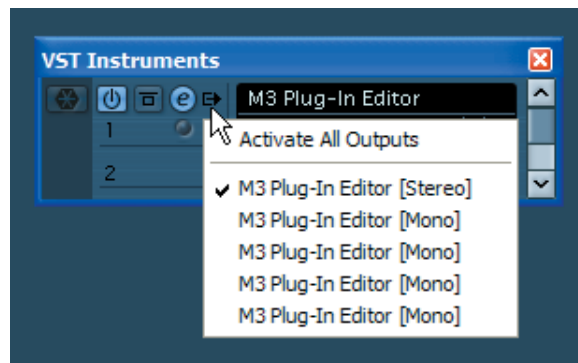 VST Instruments
e M3 Plug-In Editor
1
Activate All Outputs
2
M3 Plug-In Editor [Stereo]
M3 Plug-In Editor [Mono]
M3 Plug-In Editor [Mono]
M3 Plug-In Editor [Mono]
M3 Plug-In Editor [Mono]